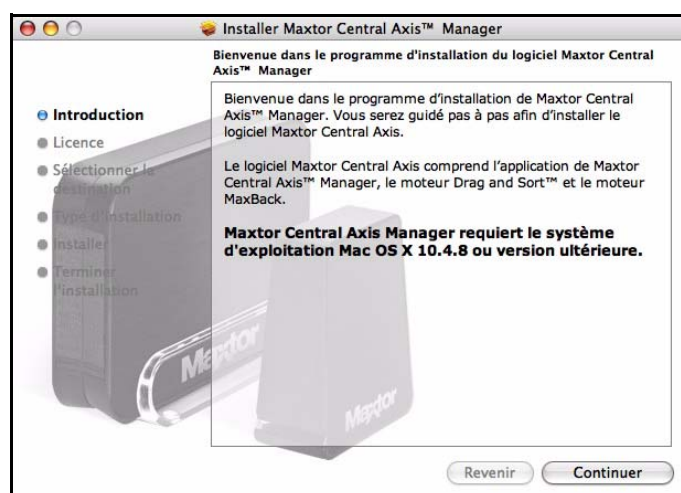 Installer Maxtor Central Axis™ Manager
Bienvenue dans le programme d'installation du logiciel Maxtor Central
Axis™ Manager
Introduction
Licence
Sélectionner la
destination
Type d'installation
Installer
Terminer
l'installation
Bienvenue dans le programme d'installation de Maxtor Central
Axis™ Manager. Vous serez guidé pas à pas afin d'installer le
logiciel Maxtor Central Axis.
Le logiciel Maxtor Central Axis comprend l'application de Maxtor
Central Axis™ Manager, le moteur Drag and Sort™ et le moteur
MaxBack.
Maxtor Central Axis Manager requiert le système
d'exploitation Mac OS X 10.4.8 ou version ultérieure.
Maxtor
Maxtor
Revenir
Continuer